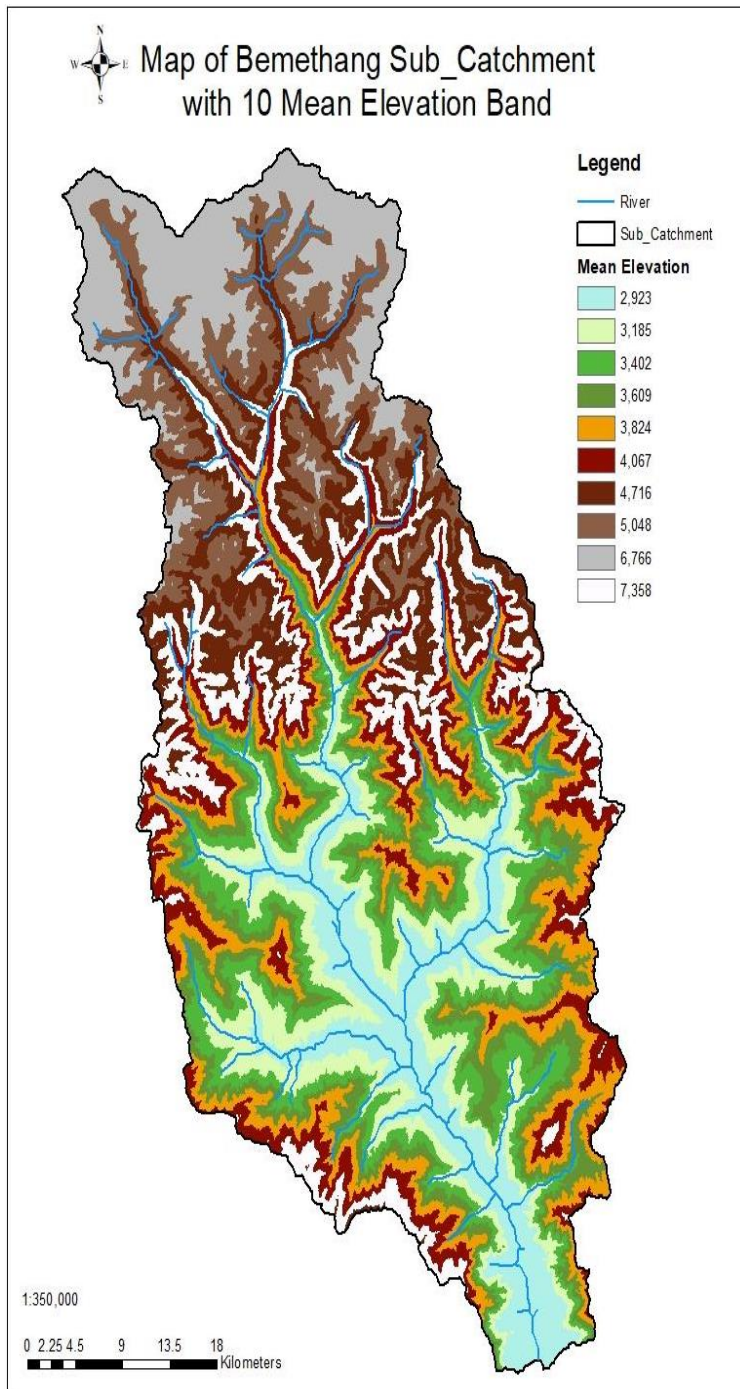 N
W E
S
Map of Bemethang Sub_Catchment
with 10 Mean Elevation Band
Legend
River
Sub_Catchment
Mean Elevation
2,923
3,185
3,402
3,609
3,824
4,067
4,716
5,048
6,766
7,358
1:350,000
0 2.25 4.5 9 13.5 18
Kilometers